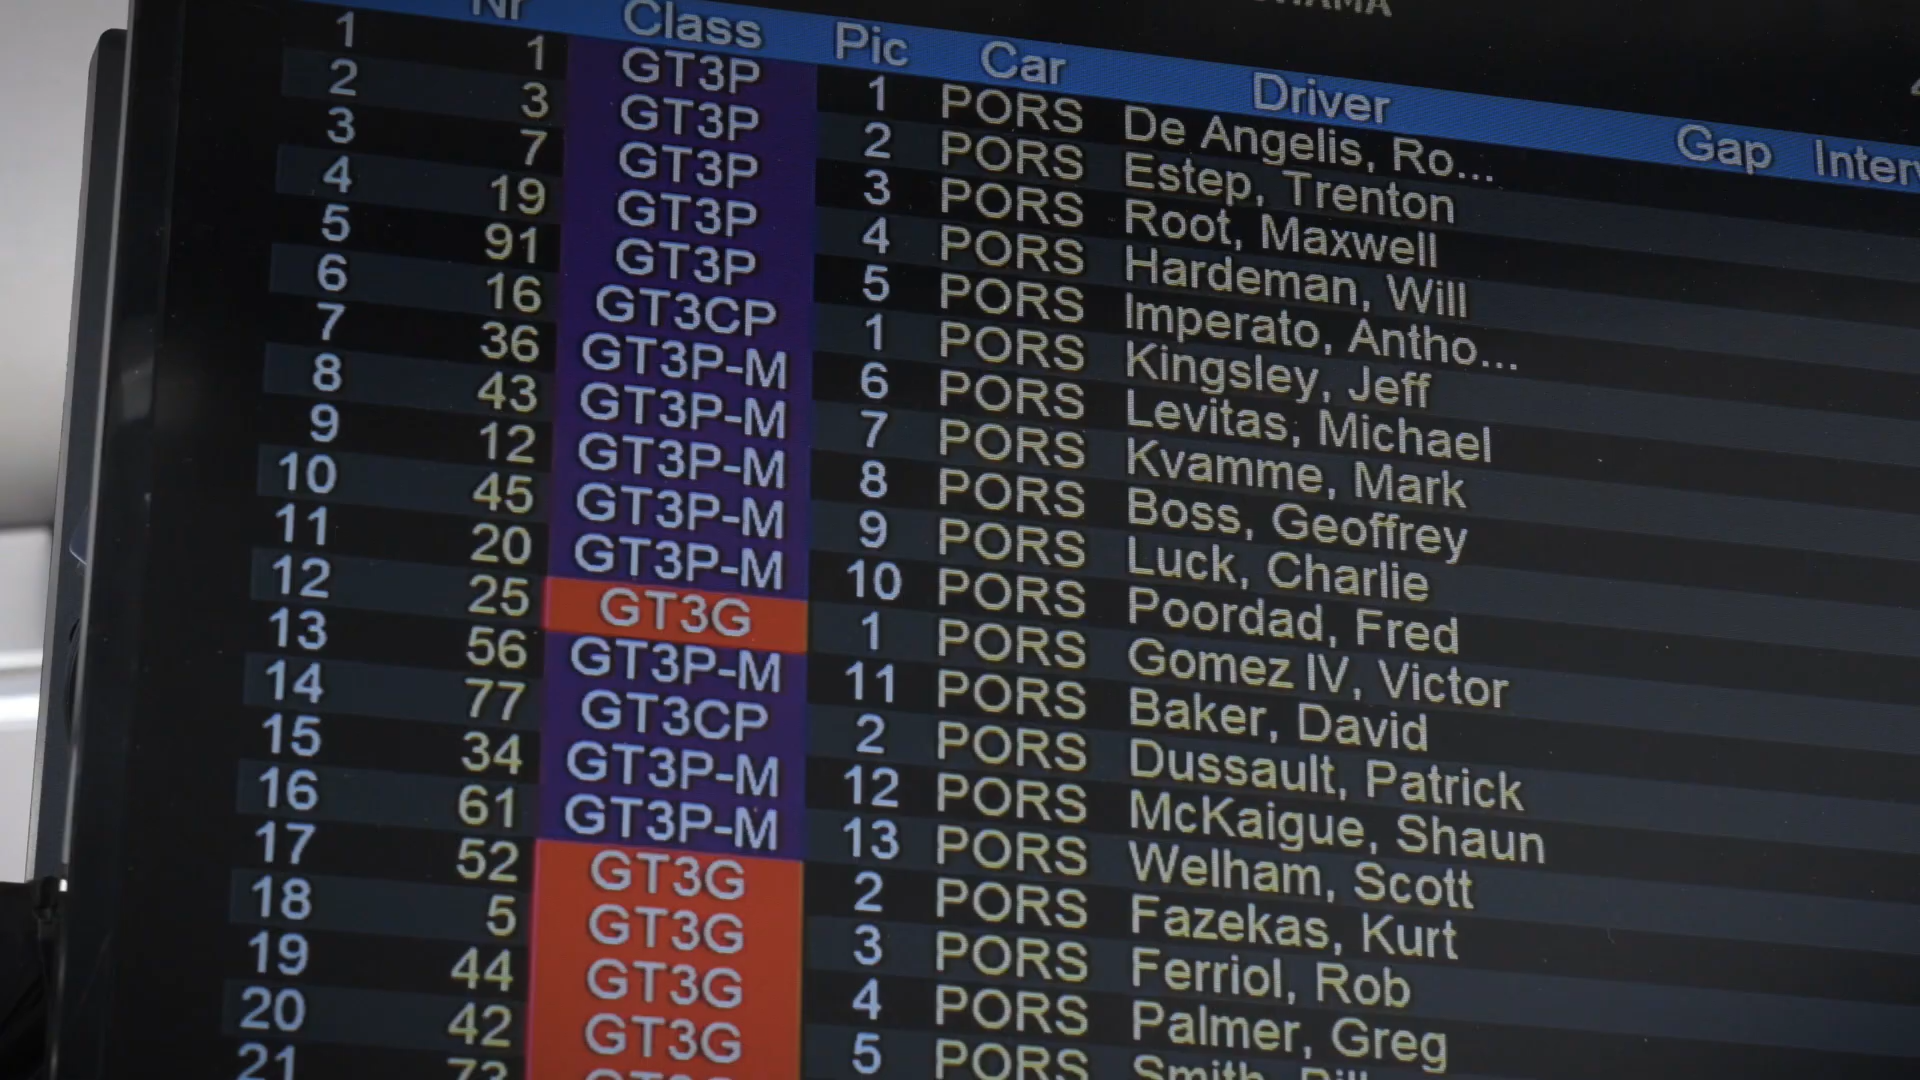 Nr Class Pic Car Driver Gap
1 1 GT3P 1 PORS De Angelis, Ro...
2 3 GT3P 2 PORS Estep, Trenton
3 7 GT3P 3 PORS Root, Maxwell
4 19 GT3P 4 PORS Hardeman, Will
5 91 GT3P 5 PORS Imperato, Antho...
6 16 GT3CP 1 PORS Kingsley, Jeff
7 36 GT3P-M 6 PORS Levitas, Michael
8 43 GT3P-M 7 PORS Kvamme, Mark
9 12 GT3P-M 8 PORS Boss, Geoffrey
10 45 GT3P-M 9 PORS Luck, Charlie
11 20 GT3P-M 10 PORS Poordad, Fred
12 25 GT3G 1 PORS Gomez IV, Victor
13 56 GT3P-M 11 PORS Baker, David
14 77 GT3CP 2 PORS Dussault, Patrick
15 34 GT3P-M 12 PORS McKaigue, Shaun
16 61 GT3P-M 13 PORS Welham, Scott
17 52 GT3G 2 PORS Fazekas, Kurt
18 5 GT3G 3 PORS Ferriol, Rob
19 44 GT3G 4 PORS Palmer, Greg
20 42 GT3G 5 PORS Smith,
21 73